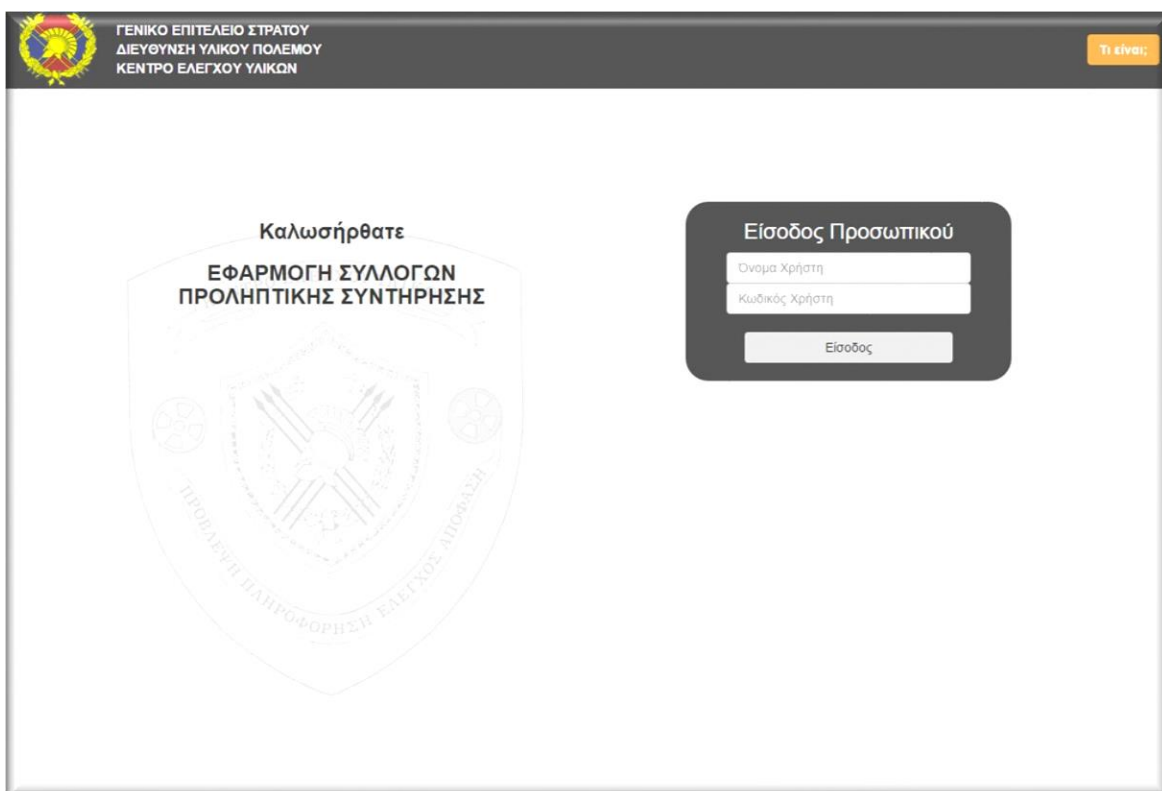 ΓΕΝΙΚΟ ΕΠΙΤΕΛΕΙΟ ΣΤΡΑΤΟΥ
ΔΙΕΥΘΥΝΣΗ ΥΛΙΚΟΥ ΠΟΛΕΜΟΥ
ΚΕΝΤΡΟ ΕΛΕΓΧΟΥ ΥΛΙΚΩΝ
Τι είναι;
Καλωσήρθατε
ΕΦΑΡΜΟΓΗ ΣΥΛΛΟΓΩΝ
ΠΡΟΛΗΠΤΙΚΗΣ ΣΥΝΤΗΡΗΣΗΣ
Είσοδος Προσωπικού
Όνομα Χρήστη
Κωδικός Χρήστη
Είσοδος
ΠΡΟΒΛΕΨΗ ΠΛΗΡΟΦΟΡΗΣΗ ΕΛΕΓΧΟΣ ΑΠΟΦΑΣΗ